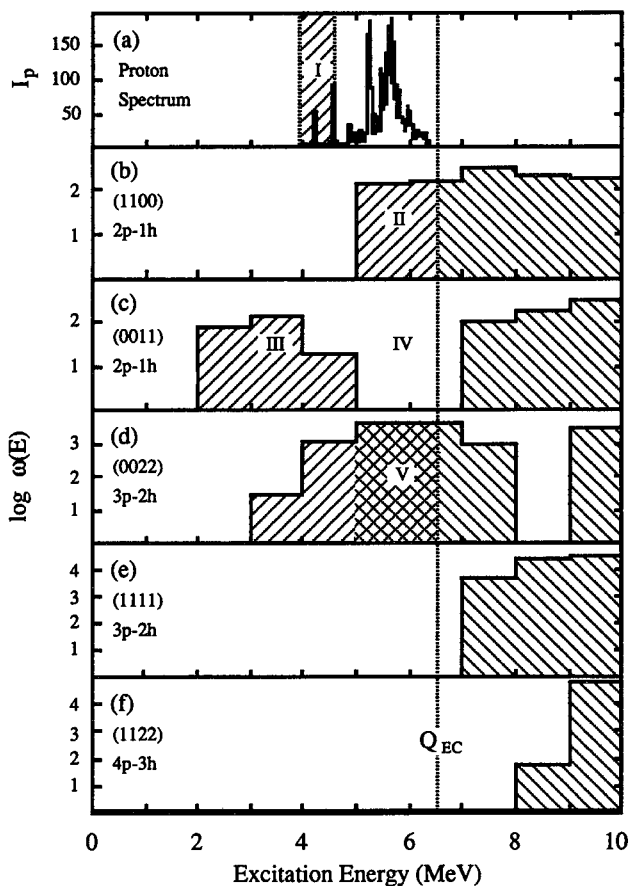 I_p
150
100
50
(a)
Proton
Spectrum
I
2
1
(b)
(1100)
2p-1h
II
2
1
(c)
(0011)
2p-1h
III
IV
log ω(E)
3
2
1
(d)
(0022)
3p-2h
V
4
3
2
1
(e)
(1111)
3p-2h
4
3
2
1
(f)
(1122)
4p-3h
Q_EC
0 2 4 6 8 10
Excitation Energy (MeV)